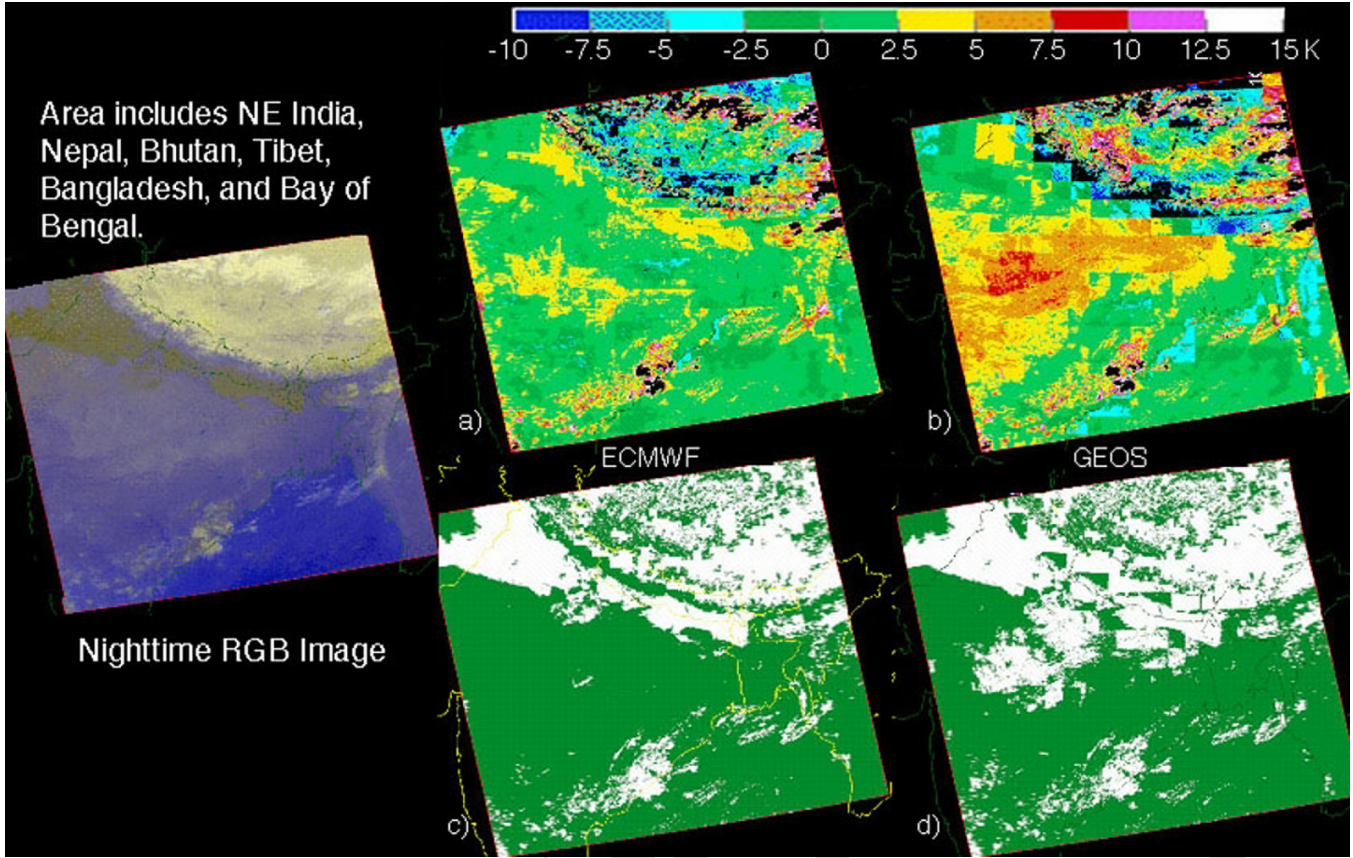 -10 -7.5 -5 -2.5 0 2.5 5 7.5 10 12.5 15 K
Area includes NE India,
Nepal, Bhutan, Tibet,
Bangladesh, and Bay of
Bengal.
a)
b)
ECMWF
GEOS
Nighttime RGB Image
c)
d)